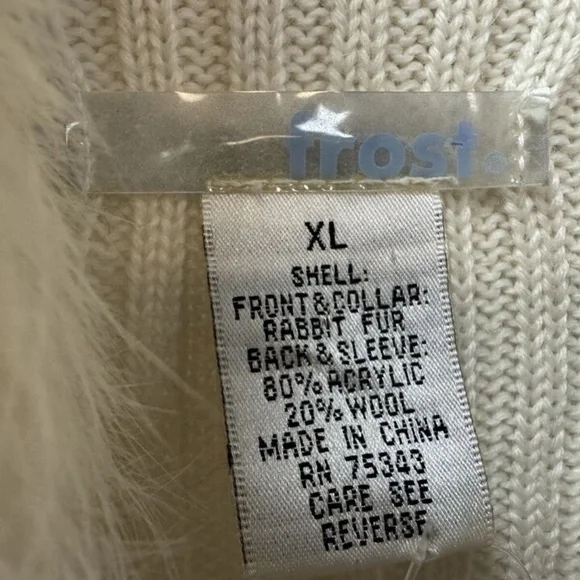 frost®
XL
SHELL:
FRONT&COLLAR:
RABBIT FUR
BACK&SLEEVE:
80% ACRYLIC
20% WOOL
MADE IN CHINA
RN 75343
CARE SEE
REVERSE